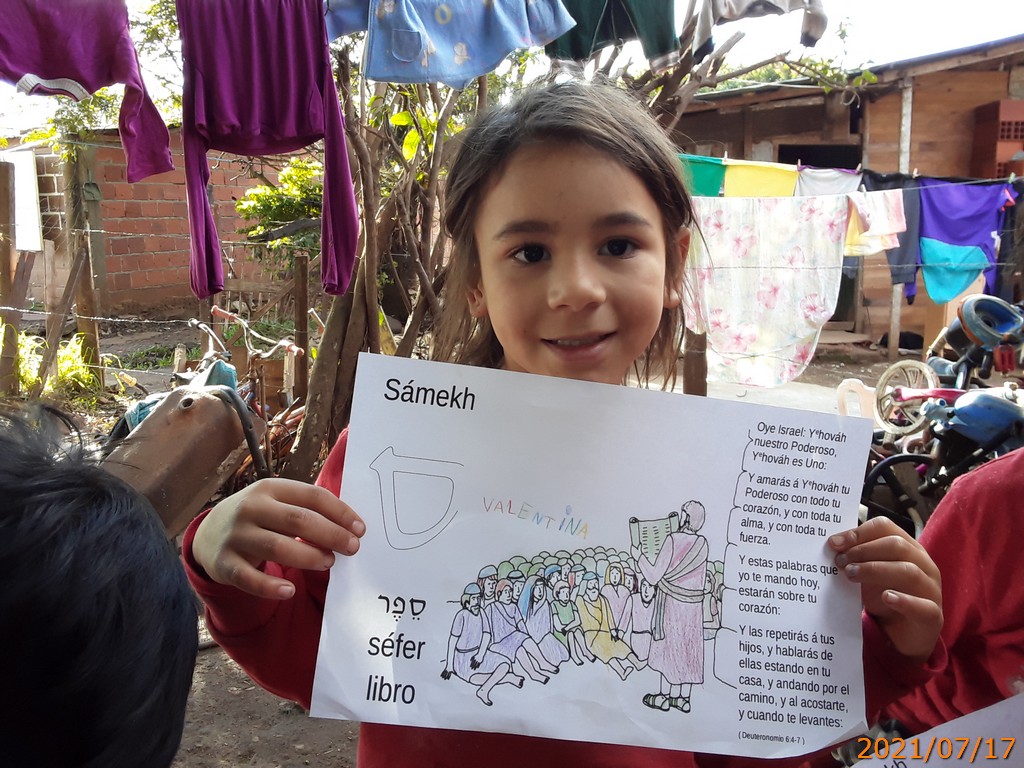 Sámekh
ס
VALENTINA
סֵפֶר
séfer
libro
Oye Israel: Yᵉhováh
nuestro Poderoso,
Yᵉhováh es Uno:
Y amarás á Yᵉhováh tu
Poderoso con todo tu
corazón, y con toda tu
alma, y con toda tu
fuerza.
Y estas palabras que
yo te mando hoy,
estarán sobre tu
corazón:
Y las repetirás á tus
hijos, y hablarás de
ellas estando en tu
casa, y andando por el
camino, y al acostarte,
y cuando te levantes:
( Deuteronomio 6:4-7 )
kh
2021/07/17